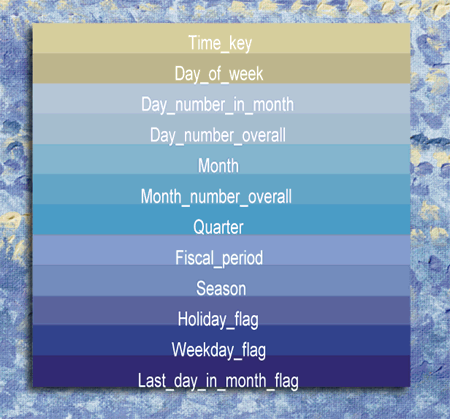 Time_key
Day_of_week
Day_number_in_month
Day_number_overall
Month
Month_number_overall
Quarter
Fiscal_period
Season
Holiday_flag
Weekday_flag
Last_day_in_month_flag